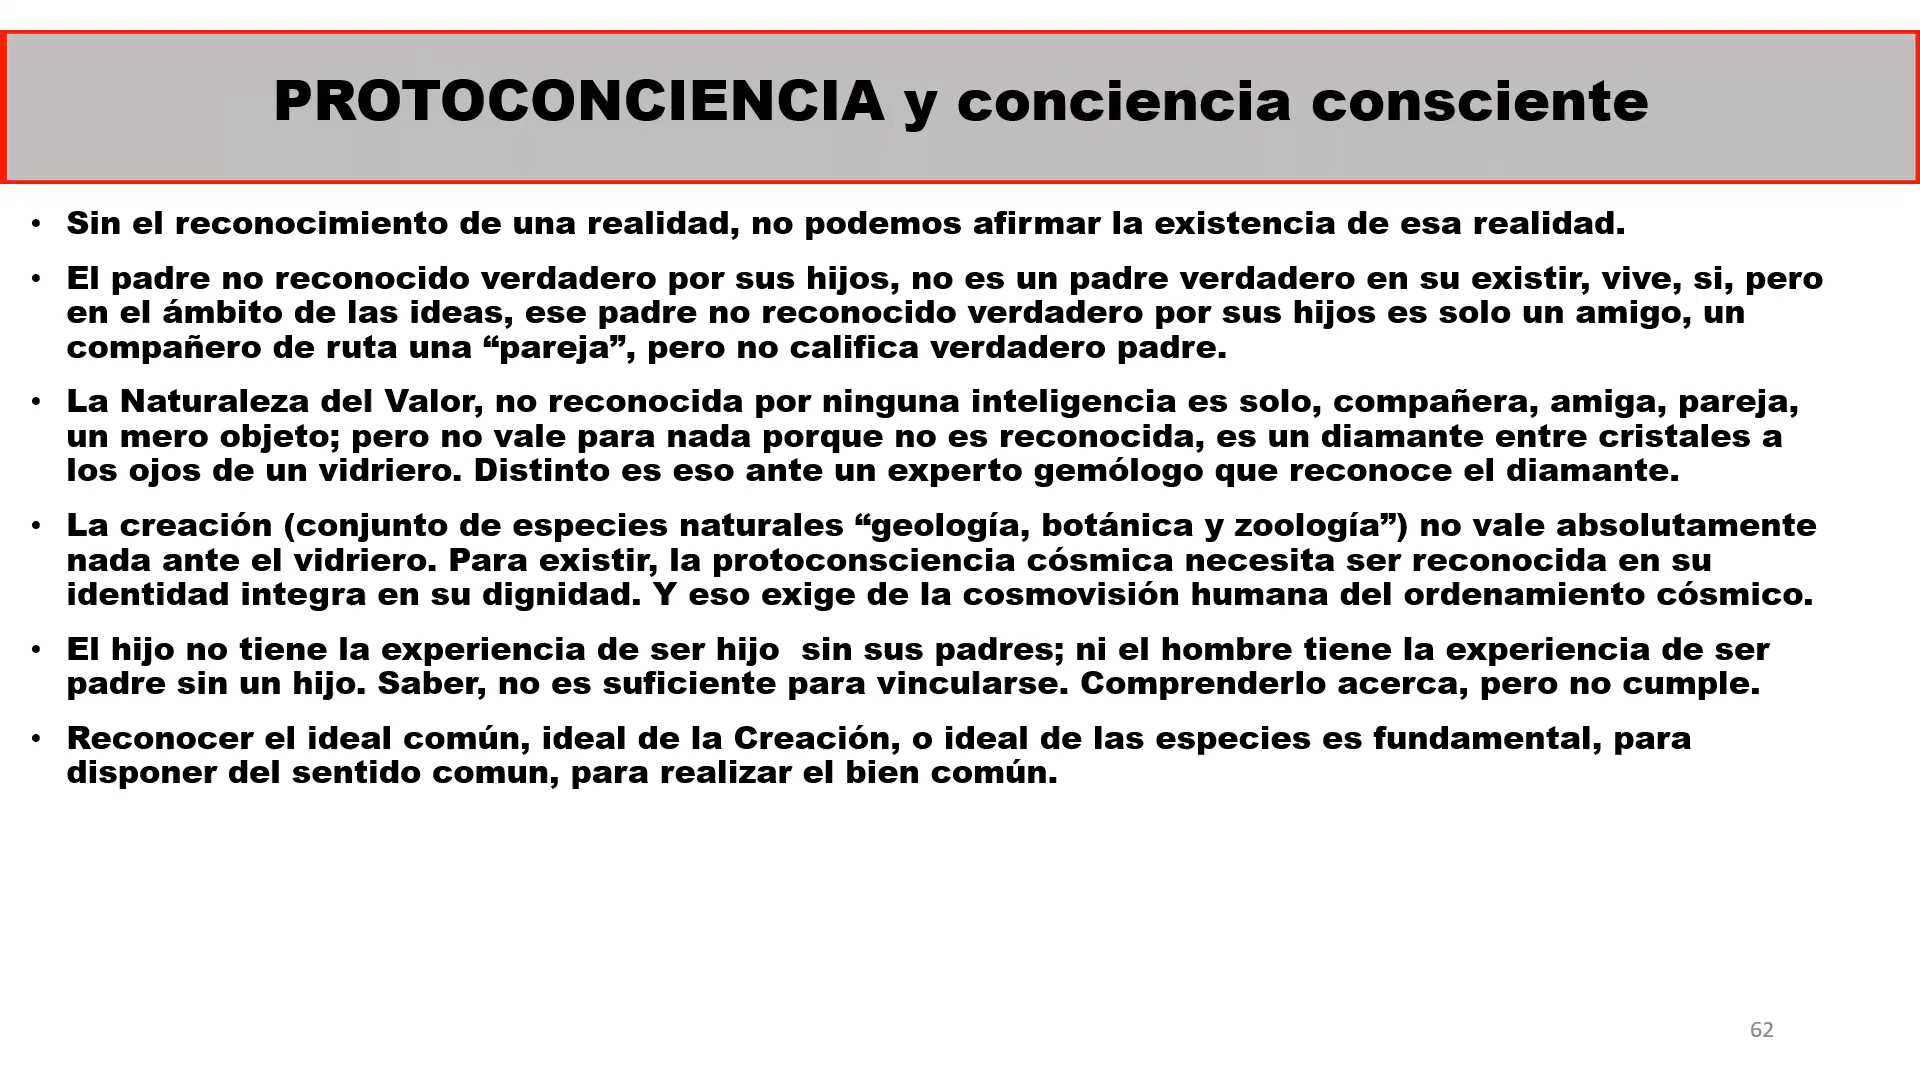 PROTOCONCIENCIA y conciencia consciente
• Sin el reconocimiento de una realidad, no podemos afirmar la existencia de esa realidad.
• El padre no reconocido verdadero por sus hijos, no es un padre verdadero en su existir, vive, si, pero
en el ámbito de las ideas, ese padre no reconocido verdadero por sus hijos es solo un amigo, un
compañero de ruta una “pareja”, pero no califica verdadero padre.
• La Naturaleza del Valor, no reconocida por ninguna inteligencia es solo, compañera, amiga, pareja,
un mero objeto; pero no vale para nada porque no es reconocida, es un diamante entre cristales a
los ojos de un vidriero. Distinto es eso ante un experto gemólogo que reconoce el diamante.
• La creación (conjunto de especies naturales “geología, botánica y zoología”) no vale absolutamente
nada ante el vidriero. Para existir, la protoconsciencia cósmica necesita ser reconocida en su
identidad integra en su dignidad. Y eso exige de la cosmovisión humana del ordenamiento cósmico.
• El hijo no tiene la experiencia de ser hijo  sin sus padres; ni el hombre tiene la experiencia de ser
padre sin un hijo. Saber, no es suficiente para vincularse. Comprenderlo acerca, pero no cumple.
• Reconocer el ideal común, ideal de la Creación, o ideal de las especies es fundamental, para
disponer del sentido comun, para realizar el bien común.
62